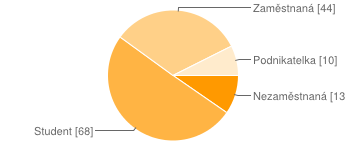 Zaměstnaná [44]
Podnikatelka [10]
Nezaměstnaná [13
Student [68]